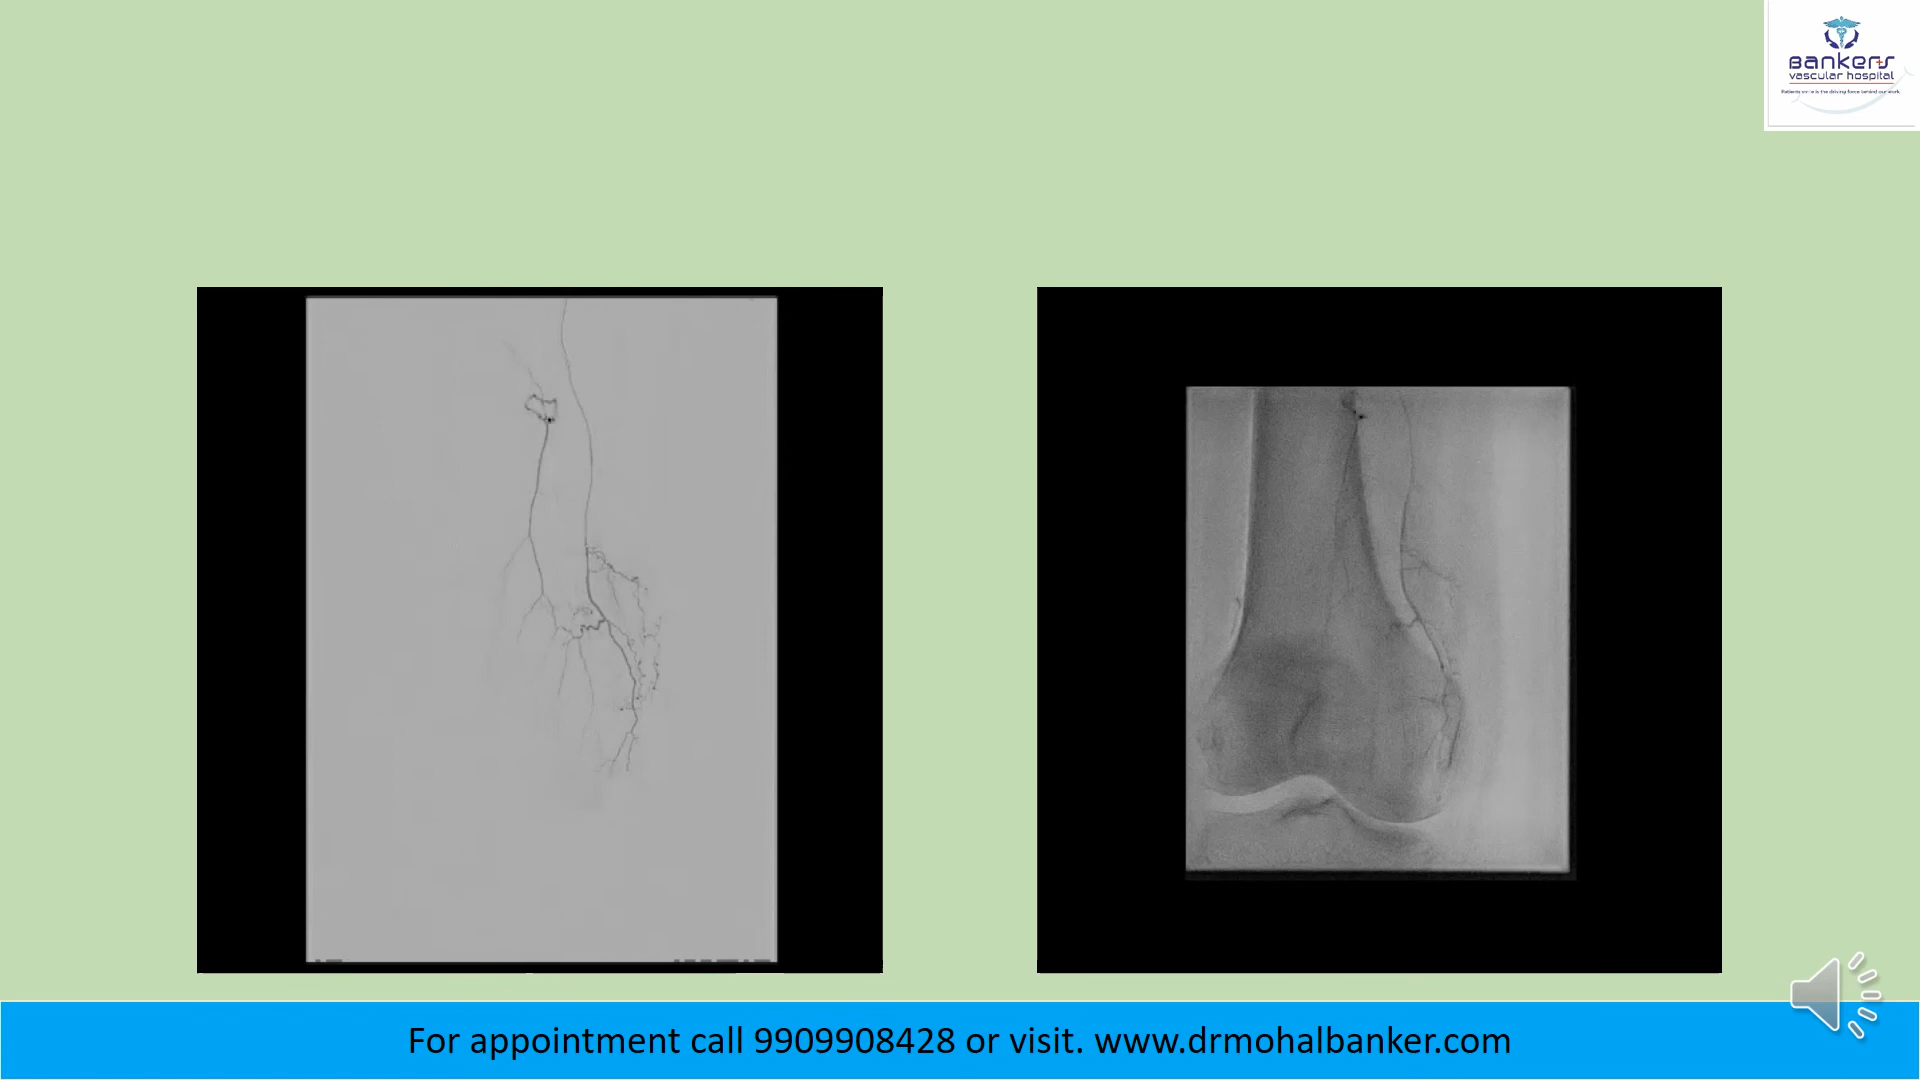 Bankers
vascular hospital
For appointment call 9909908428 or visit. www.drmohalbanker.com